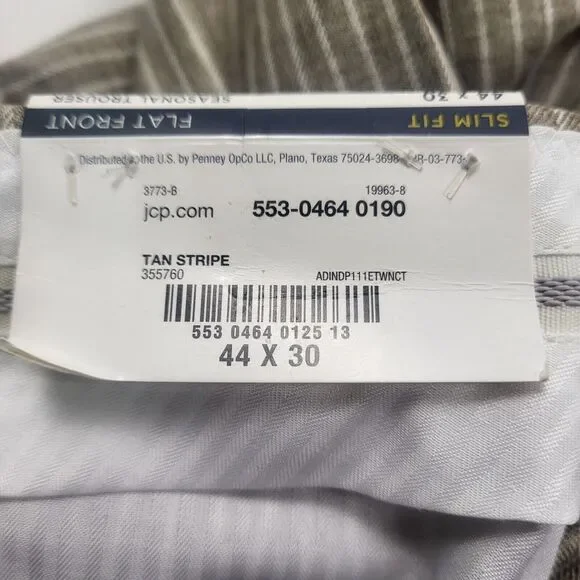 44 X 30
SEASONAL TROUSER
SLIM FIT
FLAT FRONT
Distributed the U.S. by Penney OpCo LLC, Plano, Texas 75024-3698
3773-8 19963-8
jcp.com 553-0464 0190
TAN STRIPE
355760 ADINDP111ETWNCT
553 0464 0125 13
44 X 30